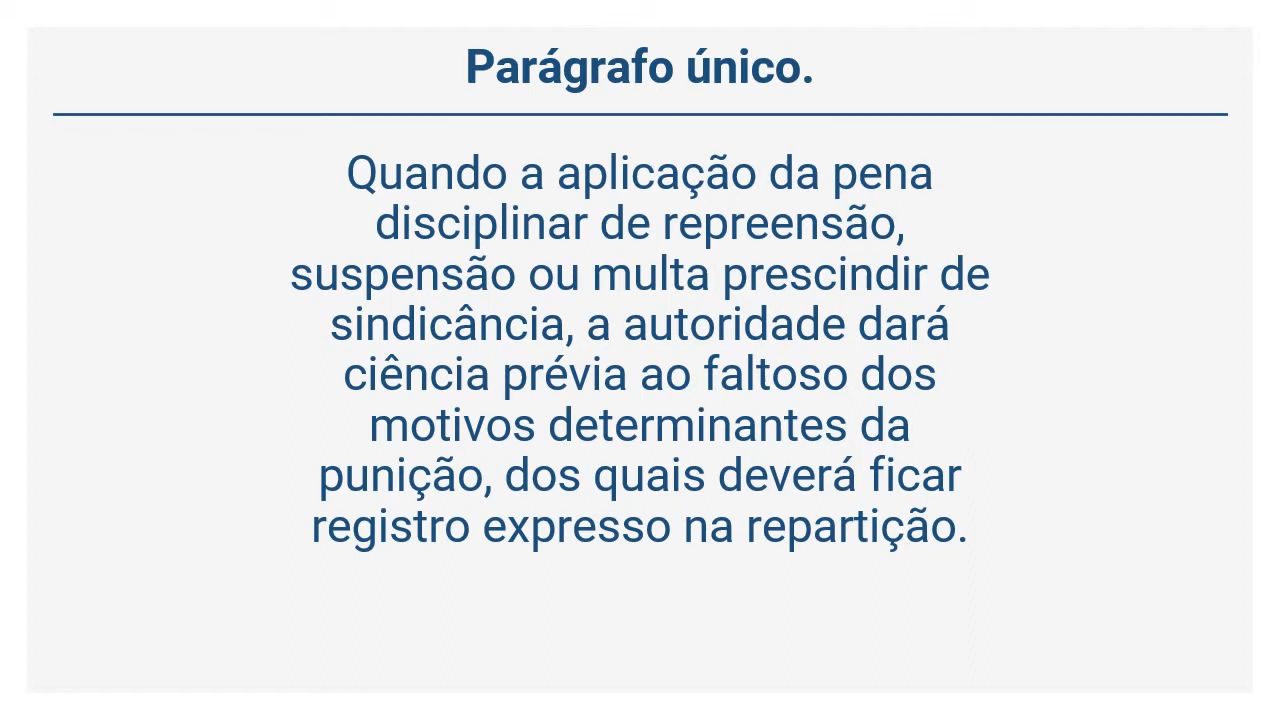 Parágrafo único.
Quando a aplicação da pena
disciplinar de repreensão,
suspensão ou multa prescindir de
sindicância, a autoridade dará
ciência prévia ao faltoso dos
motivos determinantes da
punição, dos quais deverá ficar
registro expresso na repartição.